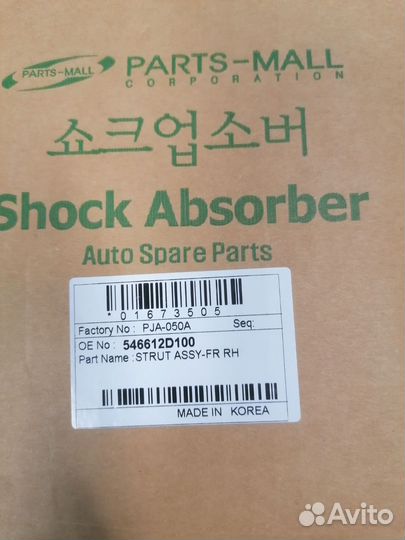 PARTS-MALL PARTS-MALL
CORPORATION
쇼크업소버
Shock Absorber
Auto Spare Parts
*01673505
Factory No : PJA-050A Seq:
OE No : 546612D100
Part Name :STRUT ASSY-FR RH
MADE IN KOREA
Avito